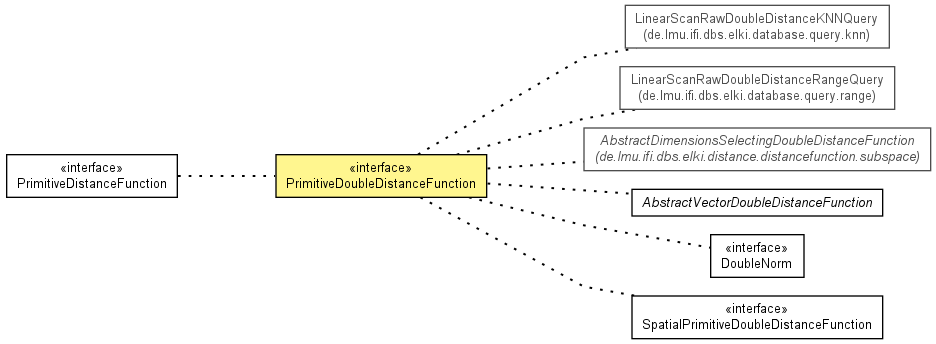 LinearScanRawDoubleDistanceKNNQuery
(de.lmu.ifi.dbs.elki.database.query.knn)
LinearScanRawDoubleDistanceRangeQuery
(de.lmu.ifi.dbs.elki.database.query.range)
AbstractDimensionsSelectingDoubleDistanceFunction
(de.lmu.ifi.dbs.elki.distance.distancefunction.subspace)
«interface»
PrimitiveDistanceFunction
«interface»
PrimitiveDoubleDistanceFunction
AbstractVectorDoubleDistanceFunction
«interface»
DoubleNorm
«interface»
SpatialPrimitiveDoubleDistanceFunction